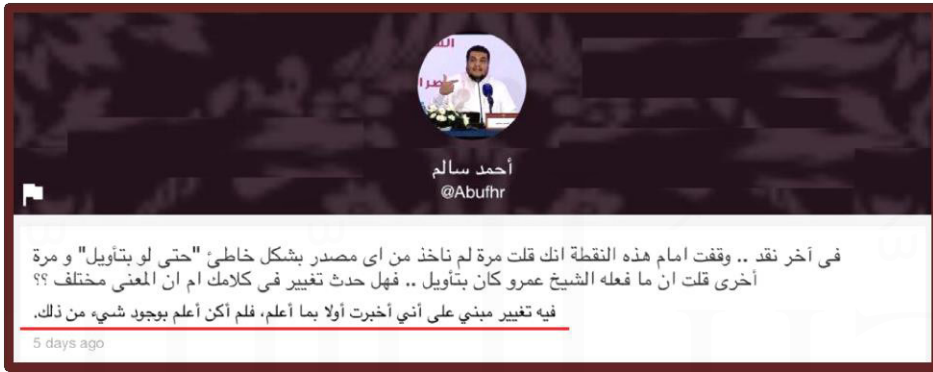 أحمد سالم
@Abufhr
فى آخر نقد .. وقفت امام هذه النقطة انك قلت مرة لم ناخذ من اى مصدر بشكل خاطئ "حتى لو بتأويل" و مرة
أخرى قلت ان ما فعله الشيخ عمرو كان بتأويل .. فهل حدث تغيير فى كلامك ام ان المعنى مختلف ؟؟
فيه تغيير مبني على أني أخبرت أولا بما أعلم، فلم أكن أعلم بوجود شيء من ذلك.
5 days ago